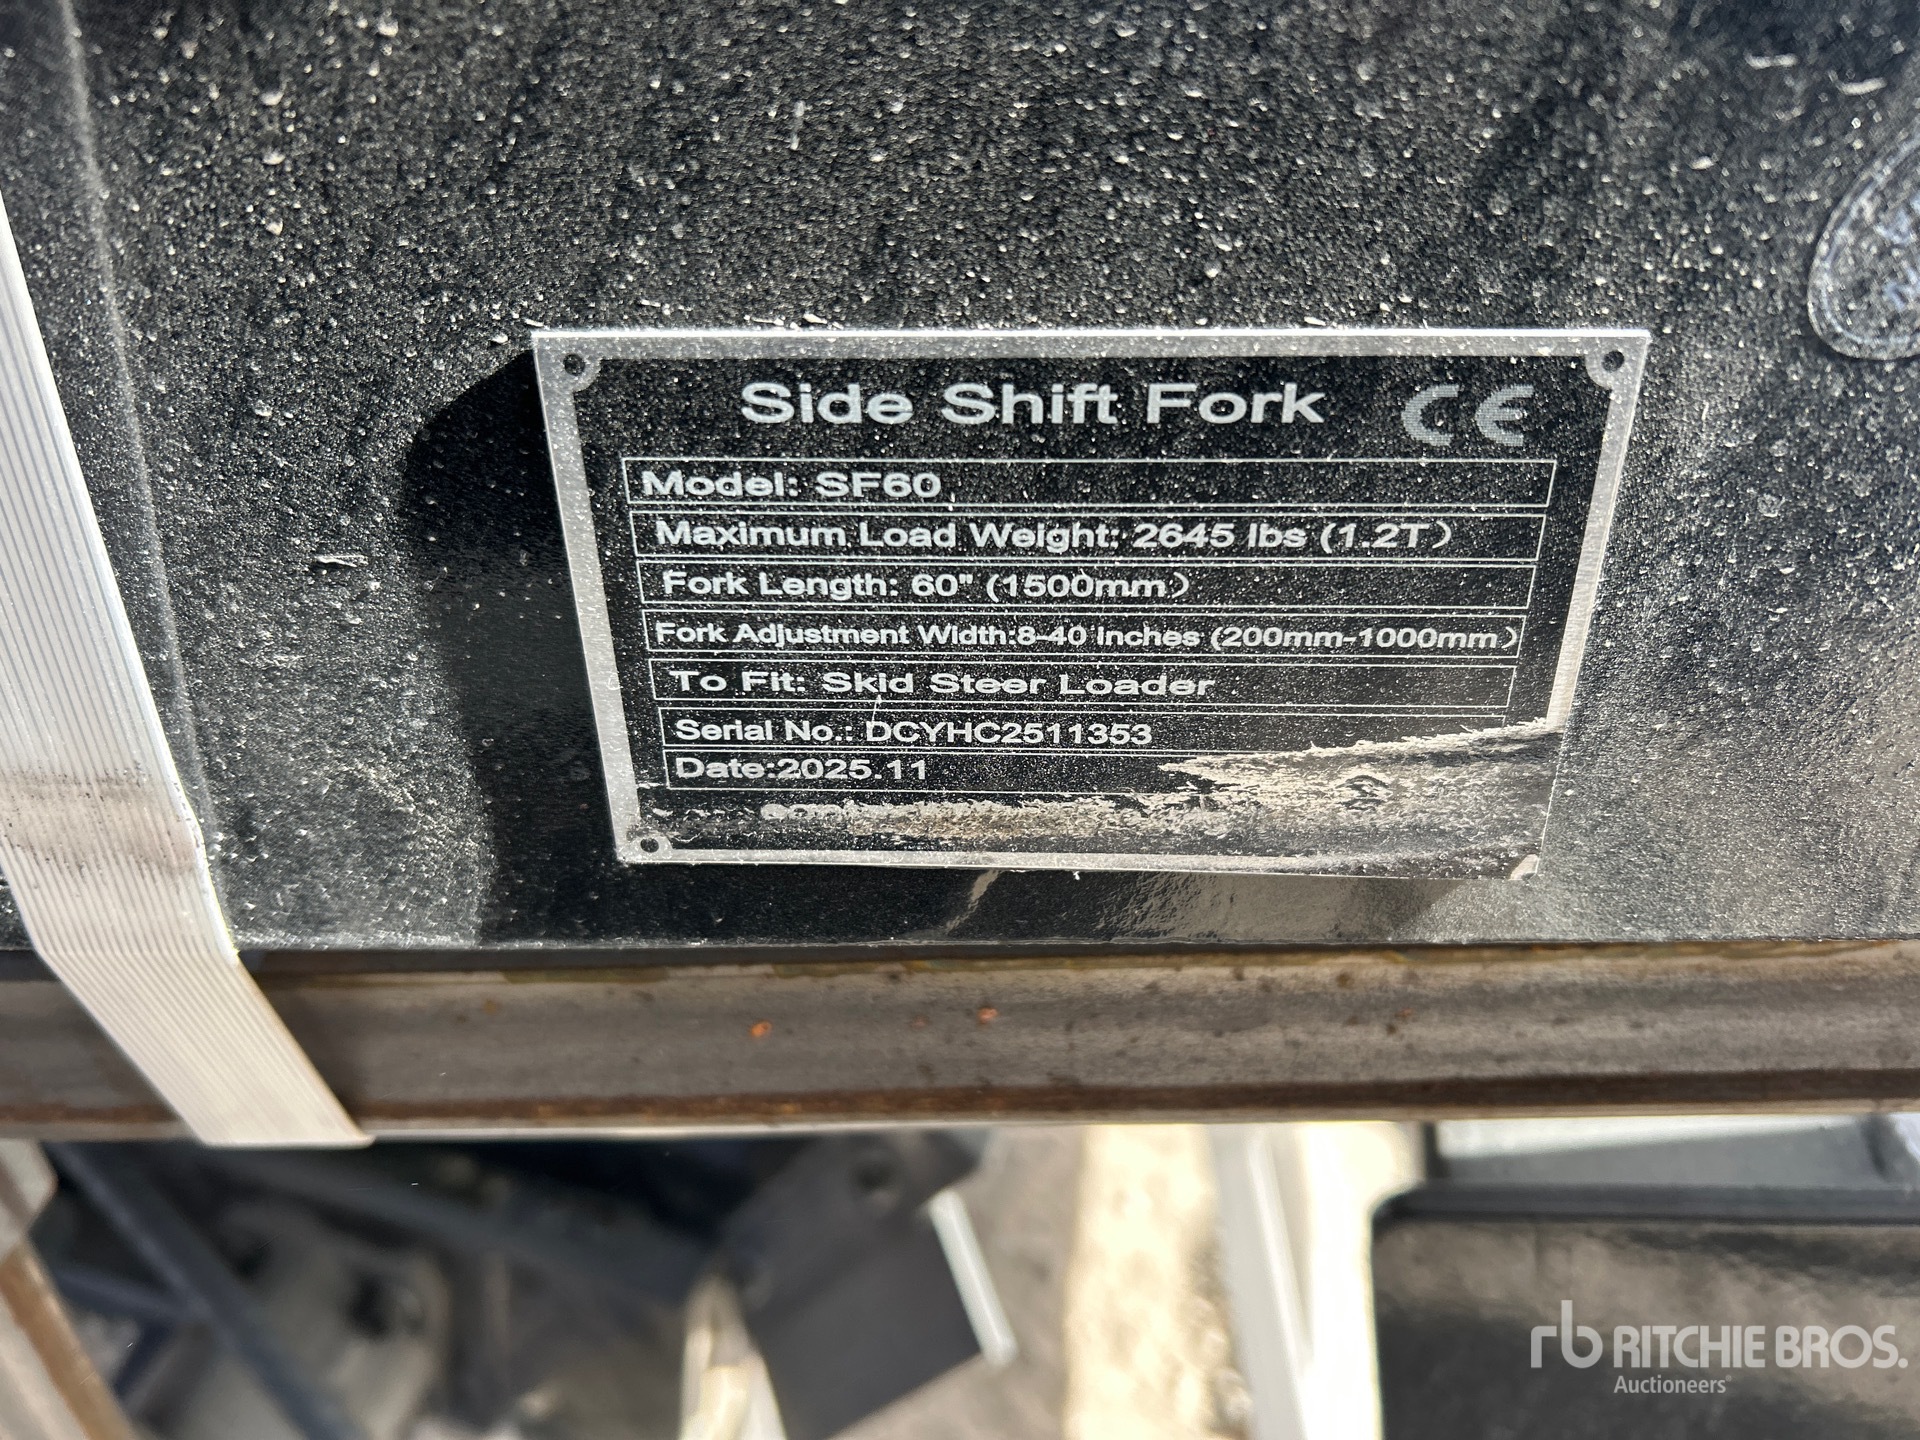 Side Shift Fork CE
Model: SF60
Maximum Load Weight: 2645 lbs (1.2T)
Fork Length: 60" (1500mm)
Fork Adjustment Width:8-40 inches (200mm-1000mm)
To Fit: Skid Steer Loader
Serial No.: DCYHC2511353
Date:2025.11
rb RITCHIE BROS.
Auctioneers